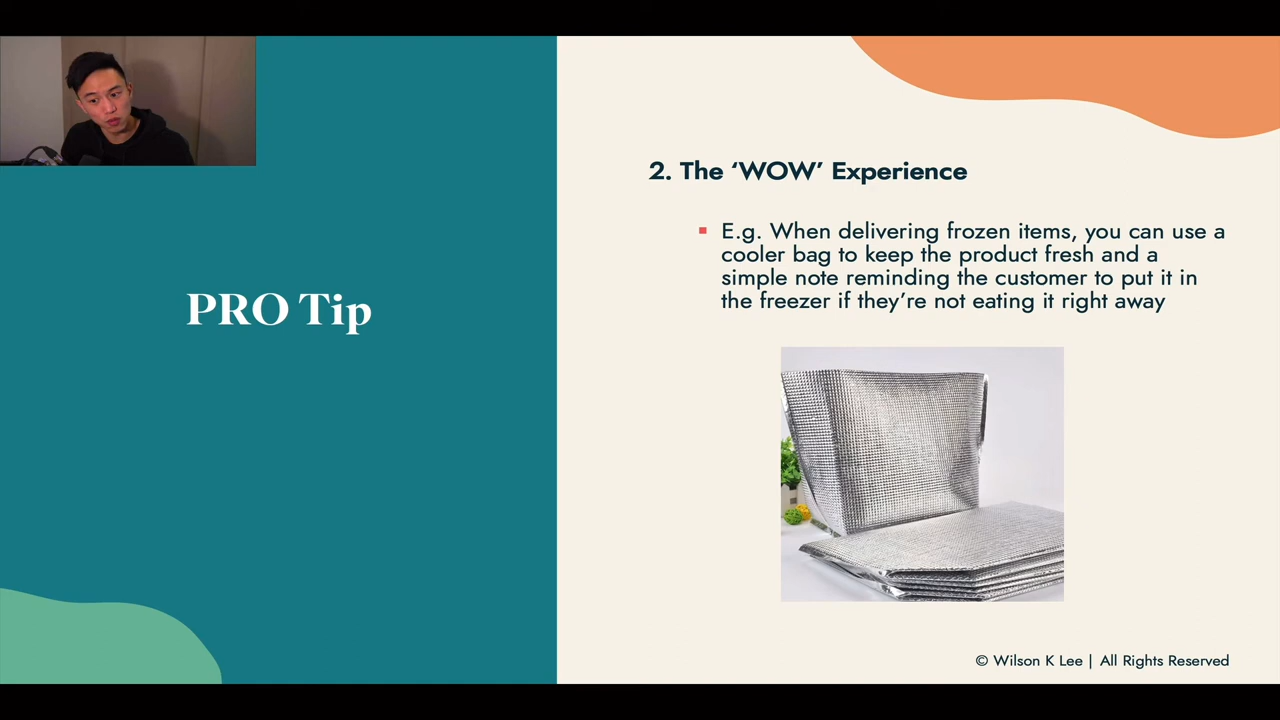 PRO Tip
2. The ‘WOW’ Experience
E.g. When delivering frozen items, you can use a
cooler bag to keep the product fresh and a
simple note reminding the customer to put it in
the freezer if they’re not eating it right away
© Wilson K Lee | All Rights Reserved